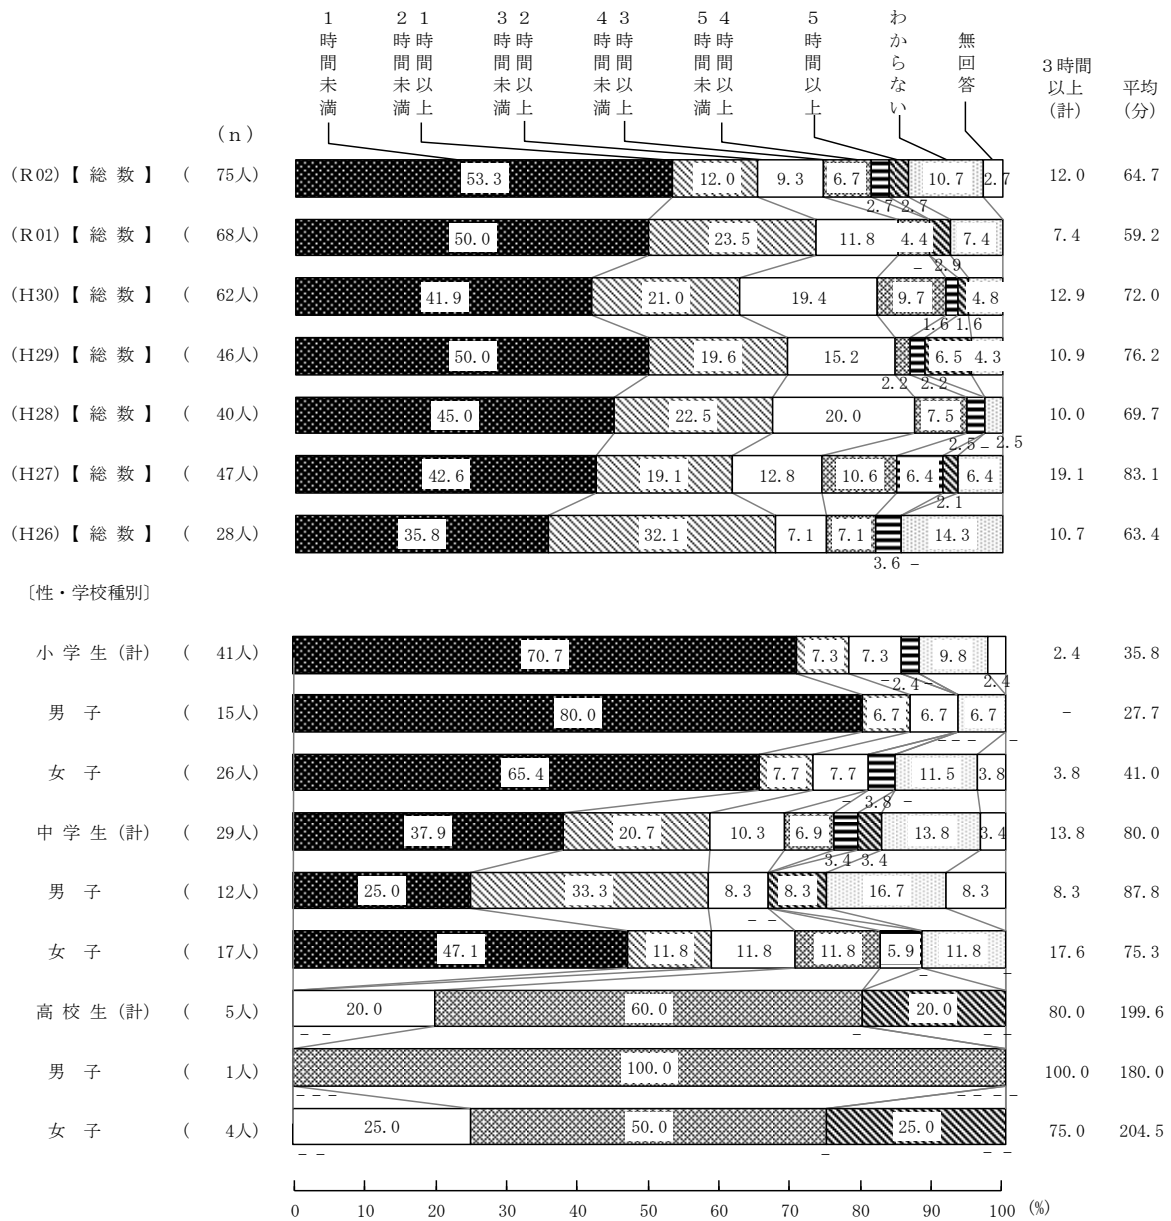 1時間未満
1時間以上
2時間未満
2時間以上
3時間未満
3時間以上
4時間未満
4時間以上
5時間未満
5時間以上
わからない
無回答
3時間以上(計)
平均(分)
(n)
(R02)【 総 数 】 ( 75人) 53.3 12.0 9.3 6.7 10.7 2.7 12.0 64.7
2.7 2.7
(R01)【 総 数 】 ( 68人) 50.0 23.5 11.8 4.4 7.4 7.4 59.2
- 2.9
(H30)【 総 数 】 ( 62人) 41.9 21.0 19.4 9.7 4.8 12.9 72.0
1.6 1.6
(H29)【 総 数 】 ( 46人) 50.0 19.6 15.2 6.5 4.3 10.9 76.2
2.2 2.2
(H28)【 総 数 】 ( 40人) 45.0 22.5 20.0 7.5 10.0 69.7
2.5 - 2.5
(H27)【 総 数 】 ( 47人) 42.6 19.1 12.8 10.6 6.4 6.4 19.1 83.1
2.1
(H26)【 総 数 】 ( 28人) 35.8 32.1 7.1 7.1 14.3 10.7 63.4
3.6 -
〔性・学校種別〕
小 学 生 (計) ( 41人) 70.7 7.3 7.3 9.8 2.4 35.8
- 2.4 - 2.4
男 子 ( 15人) 80.0 6.7 6.7 6.7 - 27.7
- - - -
女 子 ( 26人) 65.4 7.7 7.7 11.5 3.8 3.8 41.0
- 3.8 -
中 学 生 (計) ( 29人) 37.9 20.7 10.3 6.9 13.8 3.4 13.8 80.0
3.4 3.4
男 子 ( 12人) 25.0 33.3 8.3 8.3 16.7 8.3 8.3 87.8
- -
女 子 ( 17人) 47.1 11.8 11.8 11.8 5.9 11.8 17.6 75.3
- -
高 校 生 (計) ( 5人) 20.0 60.0 20.0 80.0 199.6
- - - - -
男 子 ( 1人) 100.0 100.0 180.0
- - - - - - -
女 子 ( 4人) 25.0 50.0 25.0 75.0 204.5
- - - - -
0 10 20 30 40 50 60 70 80 90 100 (%)